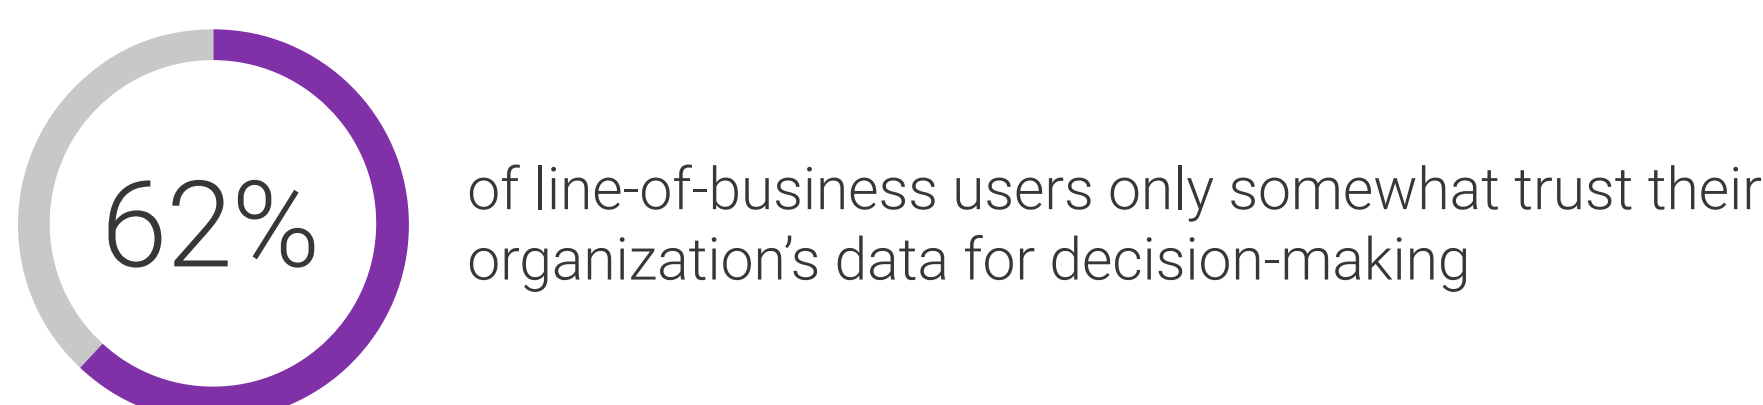 62%
of line-of-business users only somewhat trust their
organization’s data for decision-making